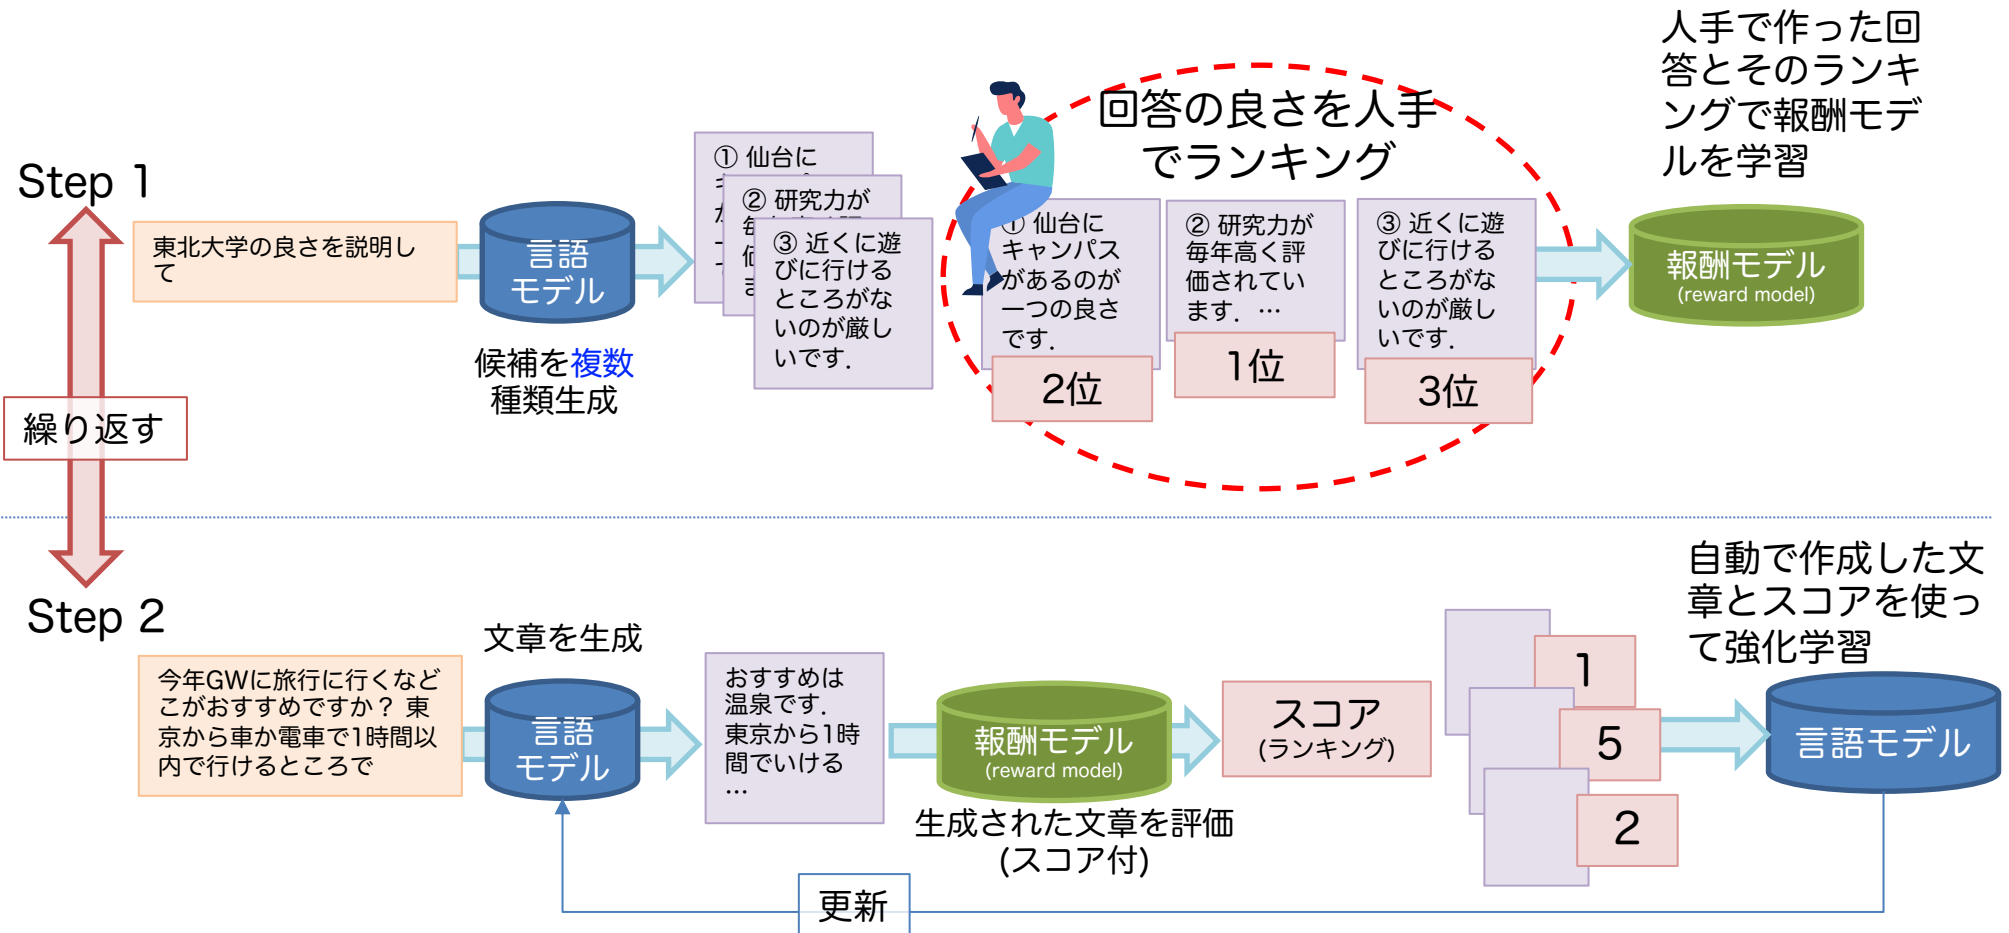 人手で作った回
答とそのランキ
ングで報酬モデ
ルを学習
回答の良さを人手
でランキング
Step 1
東北大学の良さを説明し
て
言語
モデル
候補を複数
種類生成
① 仙台に
② 研究力が
③ 近くに遊
びに行ける
ところがな
いのが厳し
いです.
① 仙台に
キャンパス
があるのが
一つの良さ
です.
2位
② 研究力が
毎年高く評
価されてい
ます. …
1位
③ 近くに遊
びに行ける
ところがな
いのが厳し
いです.
3位
報酬モデル
(reward model)
繰り返す
Step 2
今年GWに旅行に行くなど
こがおすすめですか？ 東
京から車か電車で1時間以
内で行けるところで
文章を生成
言語
モデル
おすすめは
温泉です.
東京から1時
間でいける
…
報酬モデル
(reward model)
生成された文章を評価
(スコア付)
スコア
(ランキング)
1
5
2
自動で作成した文
章とスコアを使っ
て強化学習
言語モデル
更新